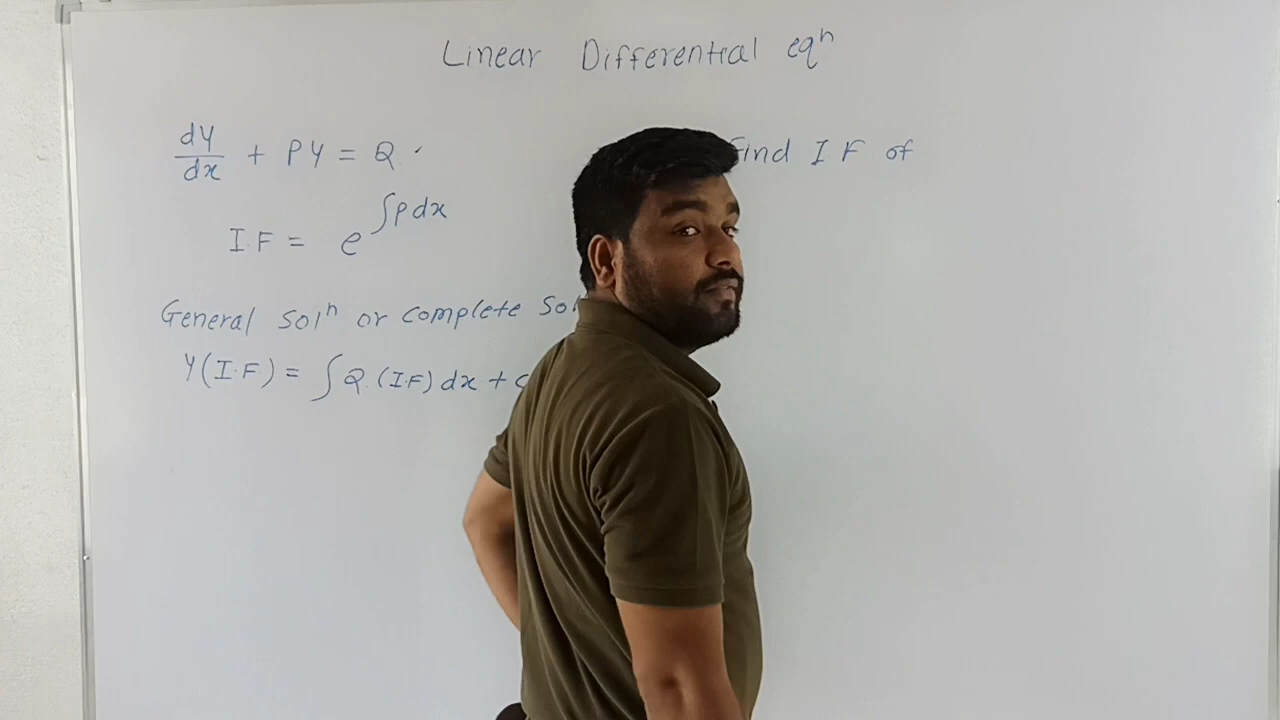 Linear Differential eqⁿ
dy/dx + Py = Q.
I.F = e^∫Pdx
General Solⁿ or complete Sol
y(I.F) = ∫Q.(I.F)dx + c
Find I F of